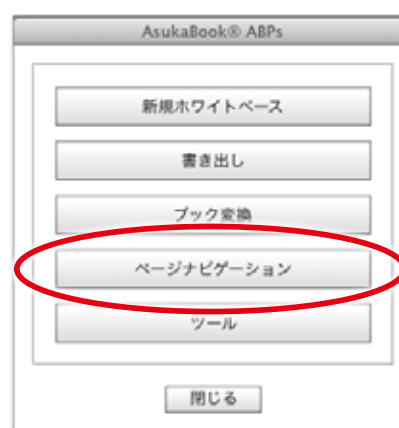 AsukaBook® ABPs
新規ホワイトベース
書き出し
ブック変換
ページナビゲーション
ツール
閉じる